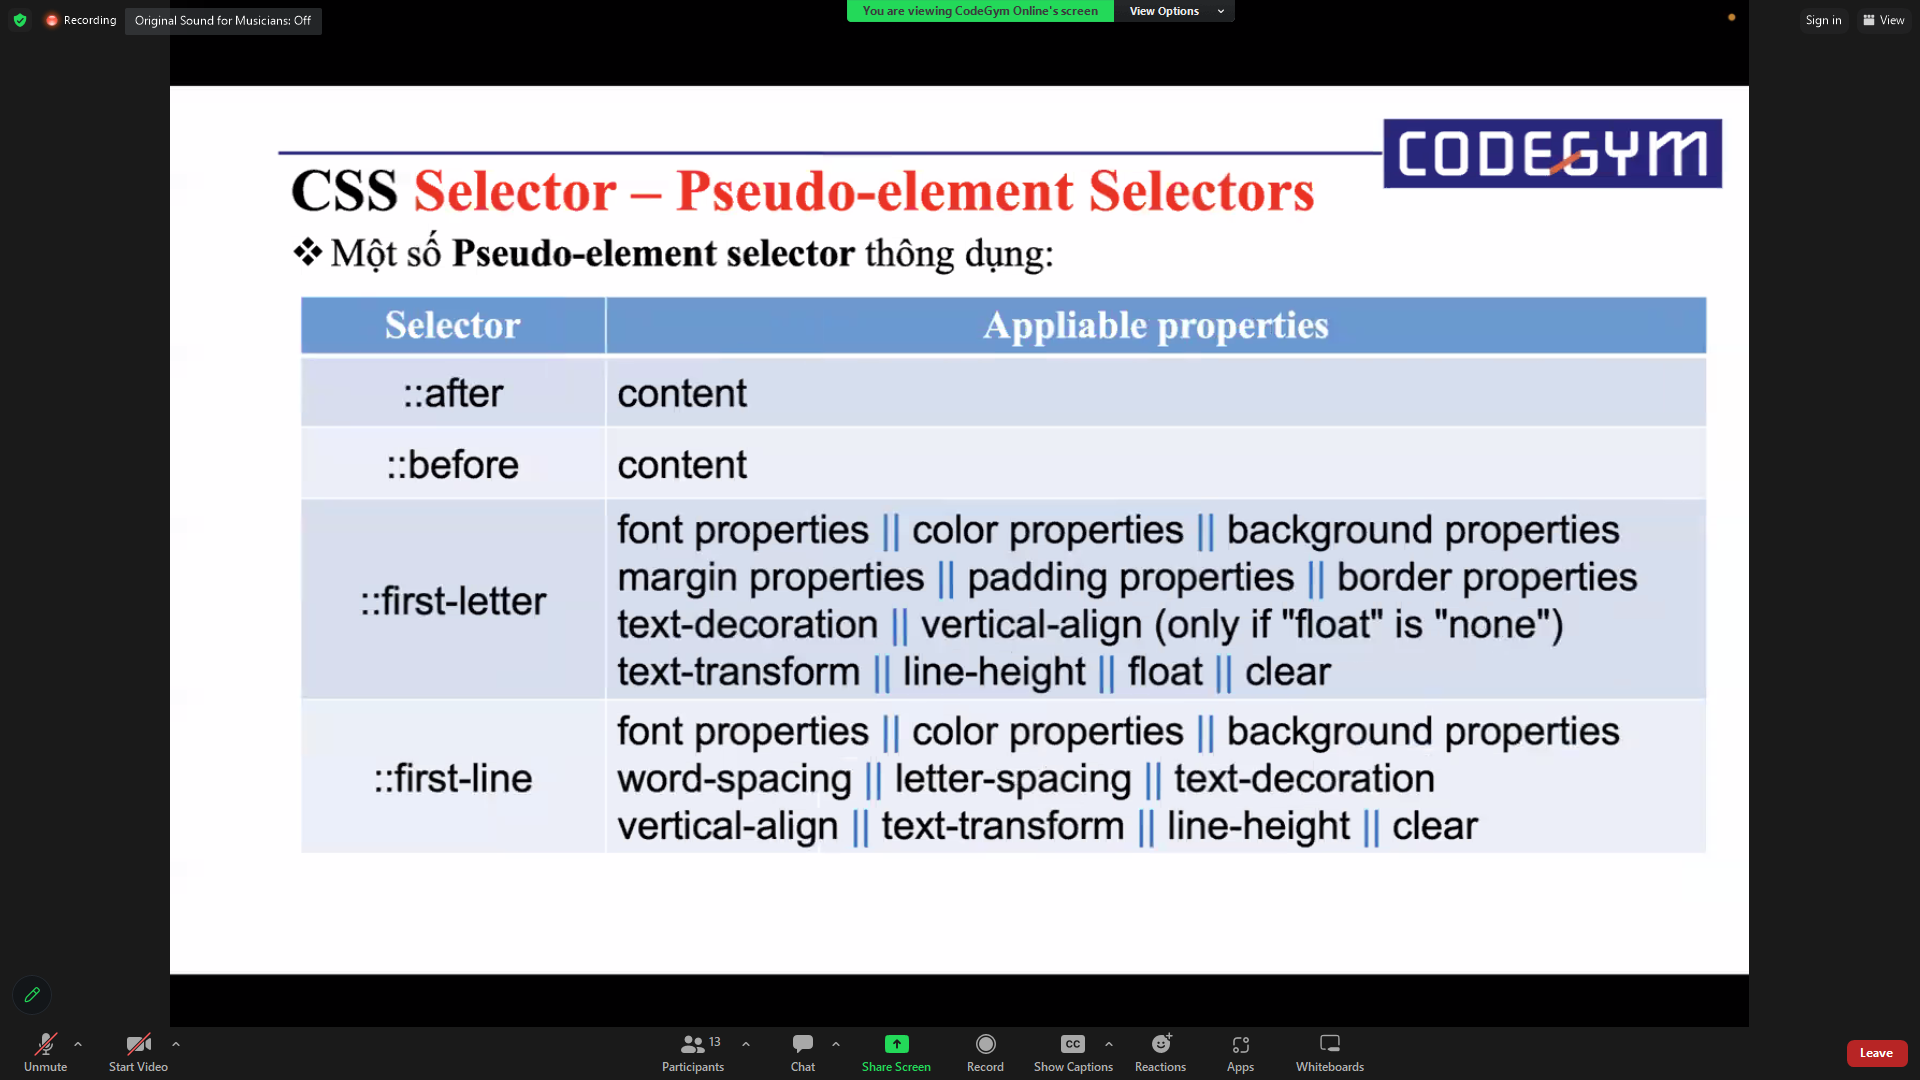 Recording
Original Sound for Musicians: Off
You are viewing CodeGym Online's screen
View Options
Sign in
View
CODEGYM
CSS Selector – Pseudo-element Selectors
❖ Một số Pseudo-element selector thông dụng:
Selector
Appliable properties
::after
content
::before
content
::first-letter
font properties || color properties || background properties
margin properties || padding properties || border properties
text-decoration || vertical-align (only if "float" is "none")
text-transform || line-height || float || clear
::first-line
font properties || color properties || background properties
word-spacing || letter-spacing || text-decoration
vertical-align || text-transform || line-height || clear
Unmute
Start Video
13
Participants
Chat
Share Screen
Record
CC
Show Captions
Reactions
Apps
Whiteboards
Leave